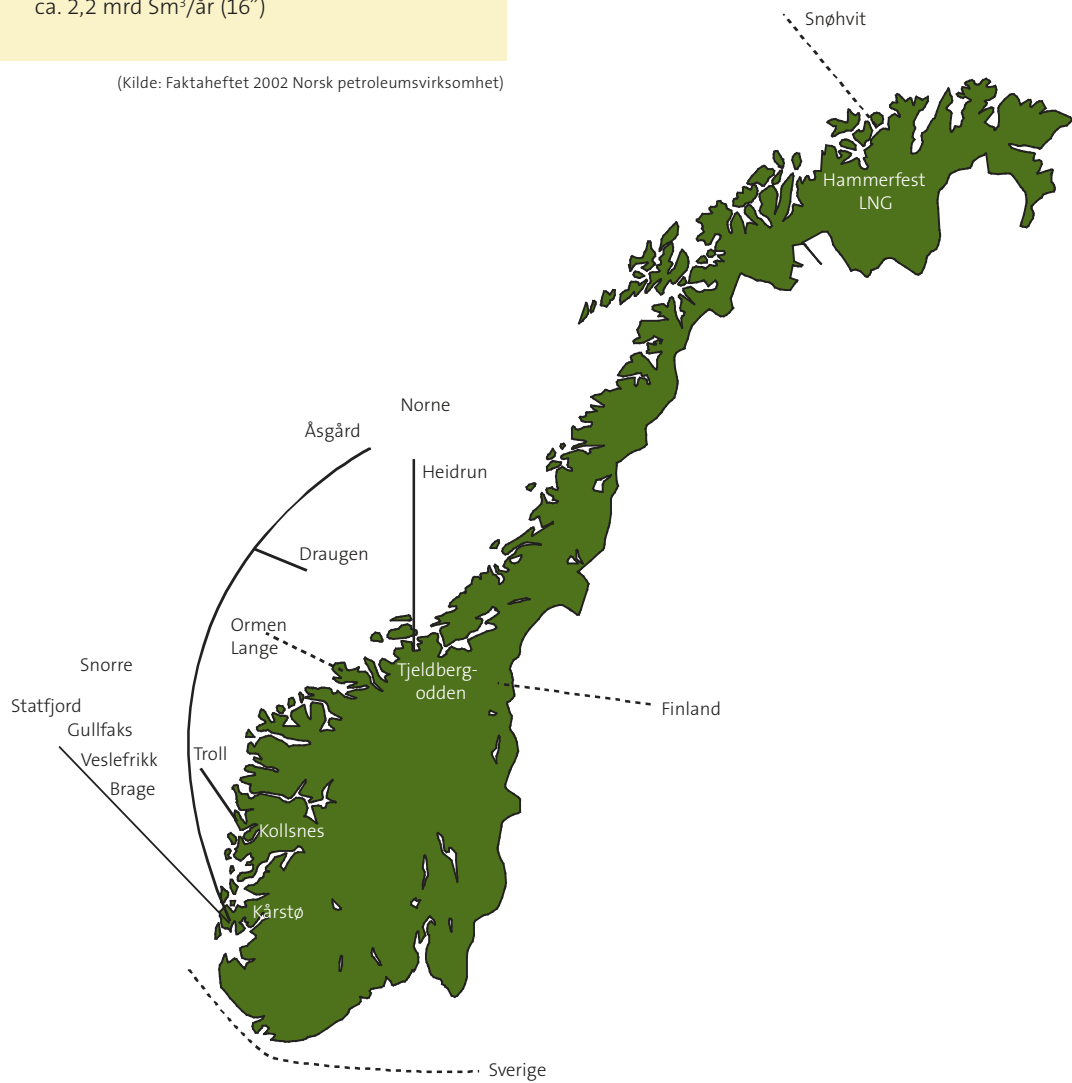 ca. 2,2 mrd Sm³/år (16”)
(Kilde: Faktaheftet 2002 Norsk petroleumsvirksomhet)
Snøhvit
Hammerfest
LNG
Norne
Åsgård
Heidrun
Draugen
Ormen
Lange
Tjeldberg-
odden
Snorre
Statfjord
Gullfaks
Veslefrikk
Brage
Troll
Finland
Kollsnes
Kårstø
Sverige